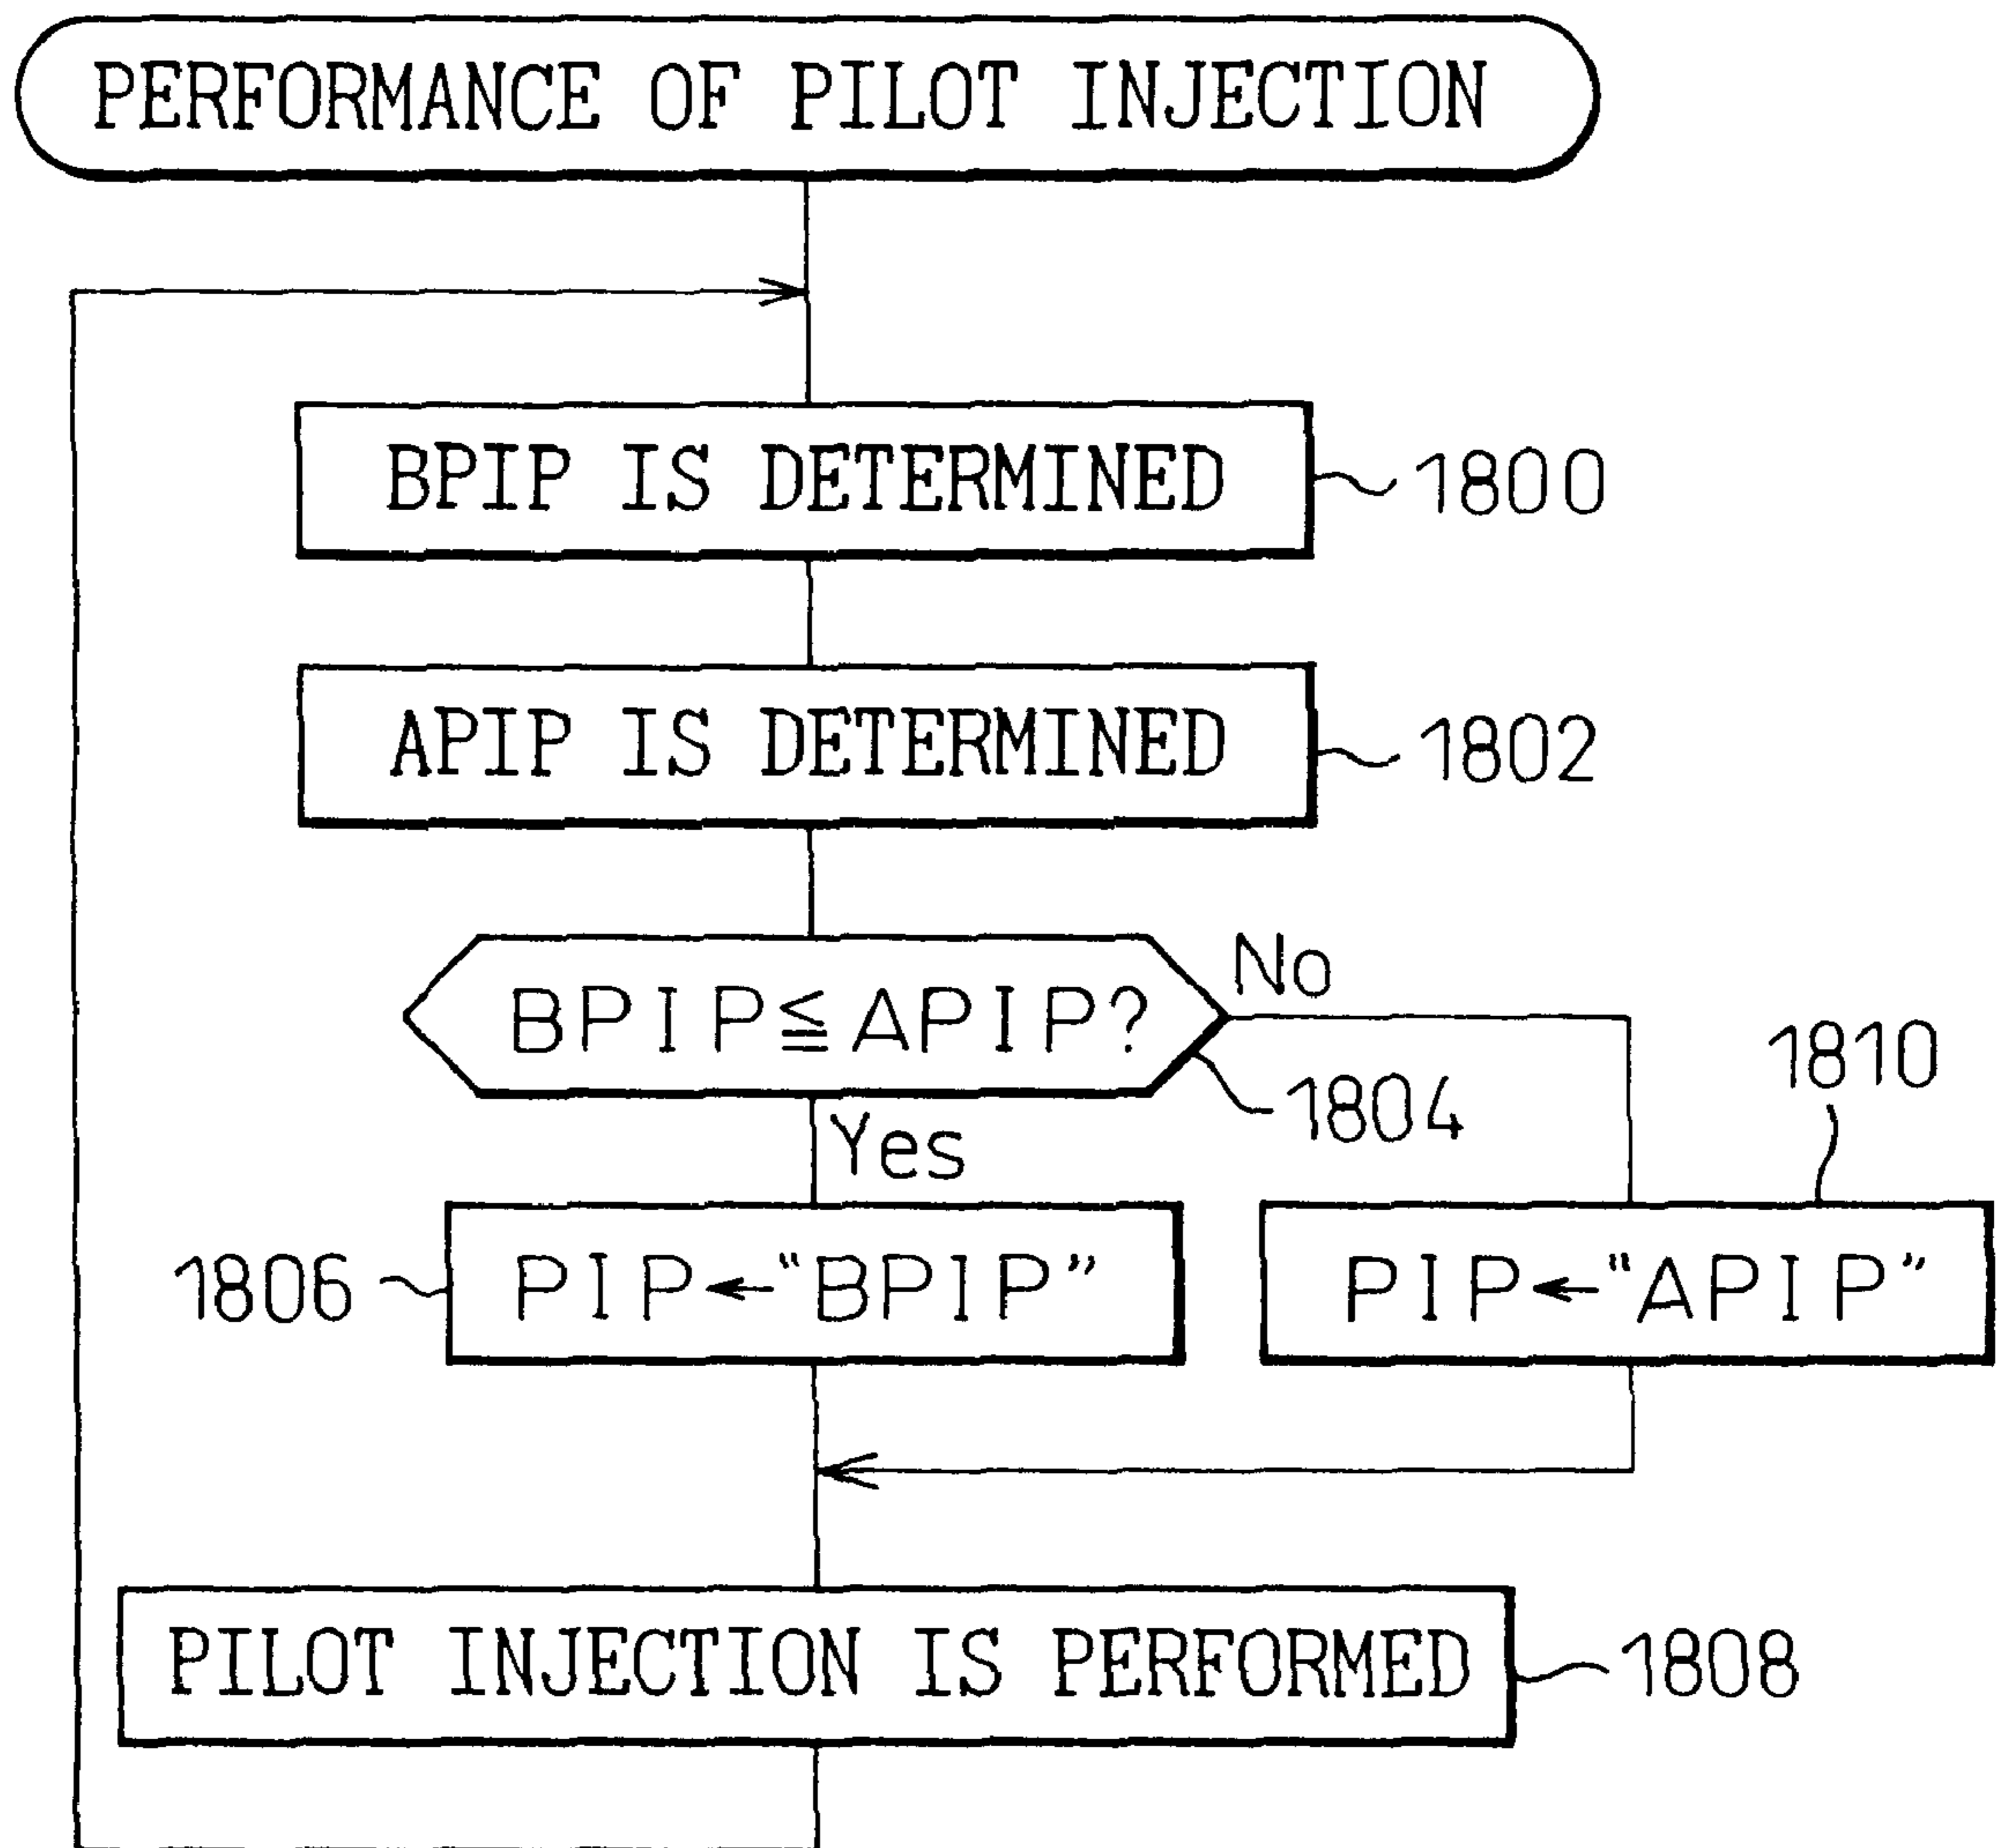 PERFORMANCE OF PILOT INJECTION
BPIP IS DETERMINED
1800
APIP IS DETERMINED
1802
BPIP≦APIP?
No
1804
1810
Yes
1806
PIP←"BPIP"
PIP←"APIP"
PILOT INJECTION IS PERFORMED
1808